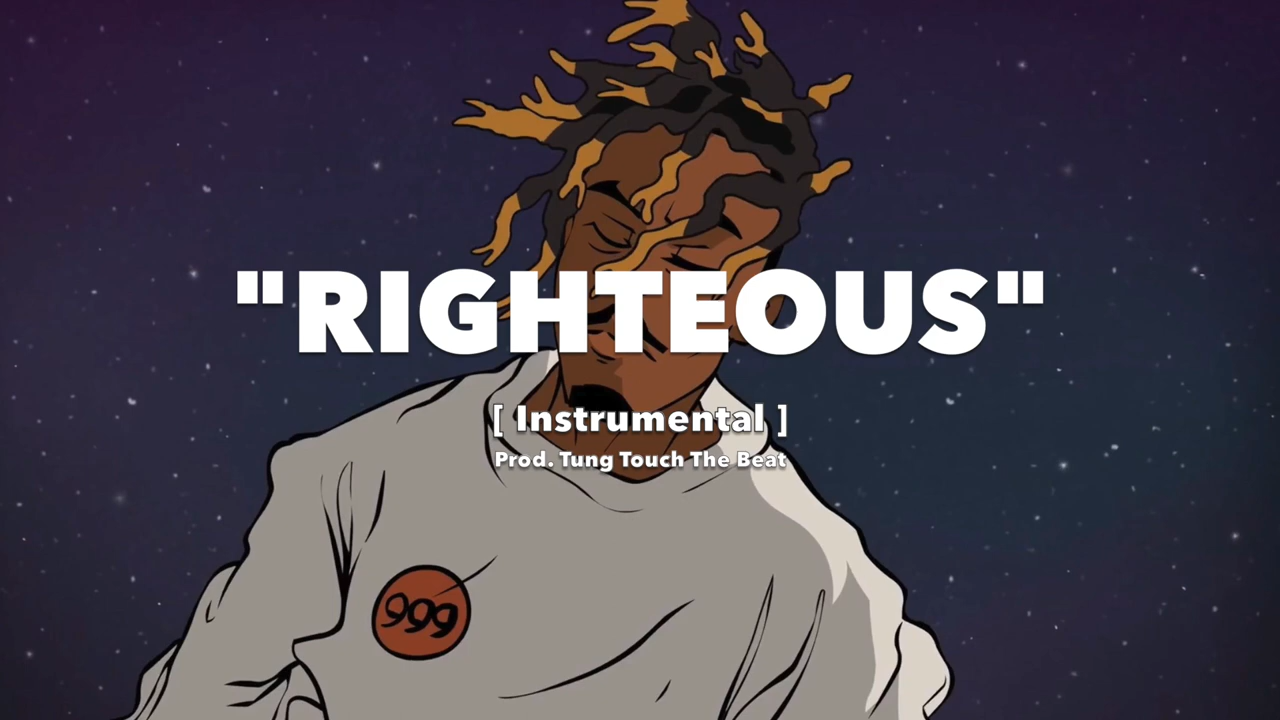 "RIGHTEOUS"
[ Instrumental ]
Prod. Tung Touch The Beat
999